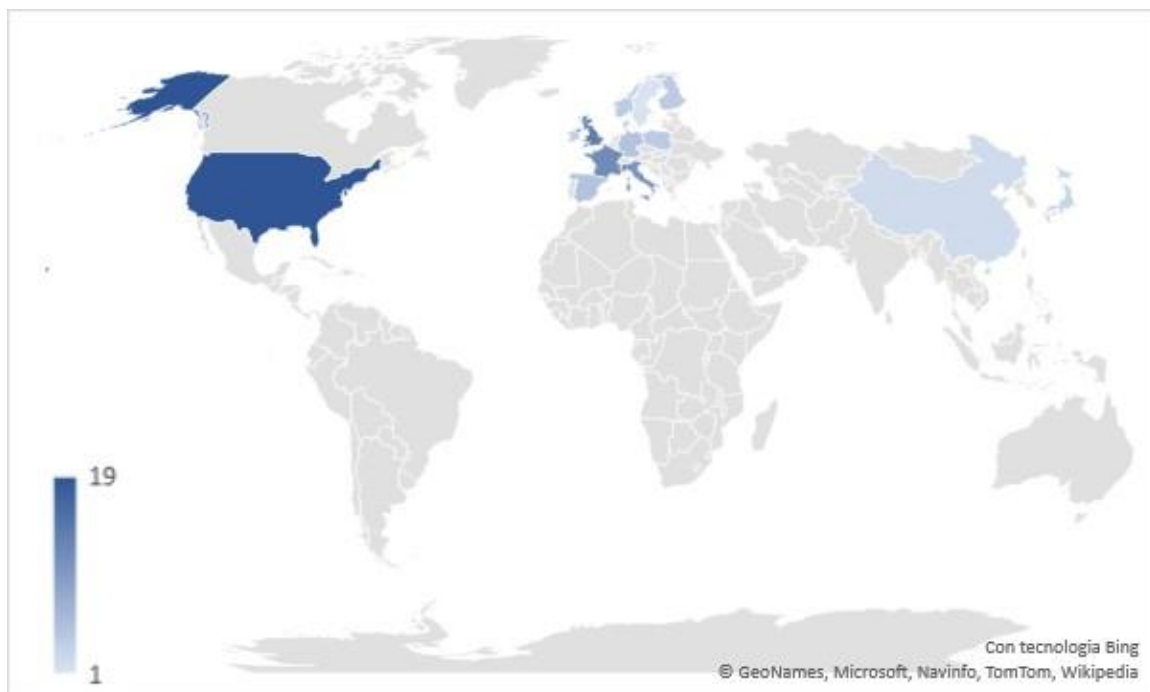 19
1
Con tecnologia Bing
© GeoNames, Microsoft, Navinfo, TomTom, Wikipedia